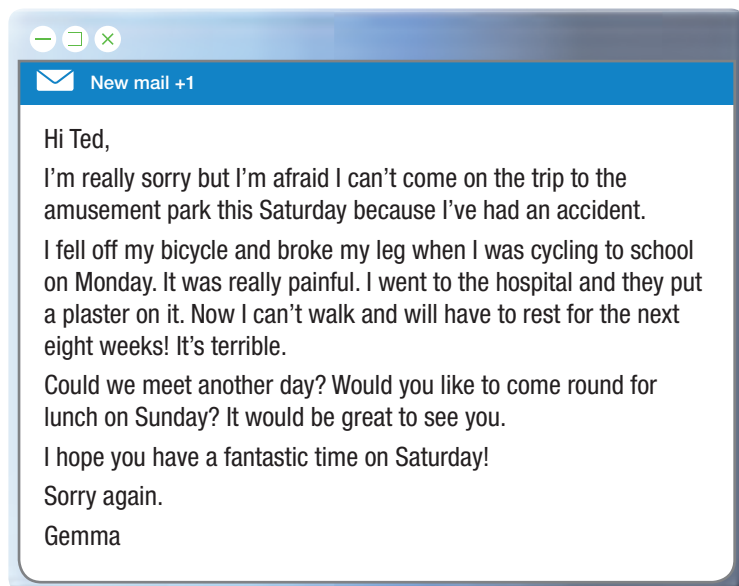 New mail +1
Hi Ted,
I'm really sorry but I'm afraid I can't come on the trip to the
amusement park this Saturday because I've had an accident.
I fell off my bicycle and broke my leg when I was cycling to school
on Monday. It was really painful. I went to the hospital and they put
a plaster on it. Now I can't walk and will have to rest for the next
eight weeks! It's terrible.
Could we meet another day? Would you like to come round for
lunch on Sunday? It would be great to see you.
I hope you have a fantastic time on Saturday!
Sorry again.
Gemma